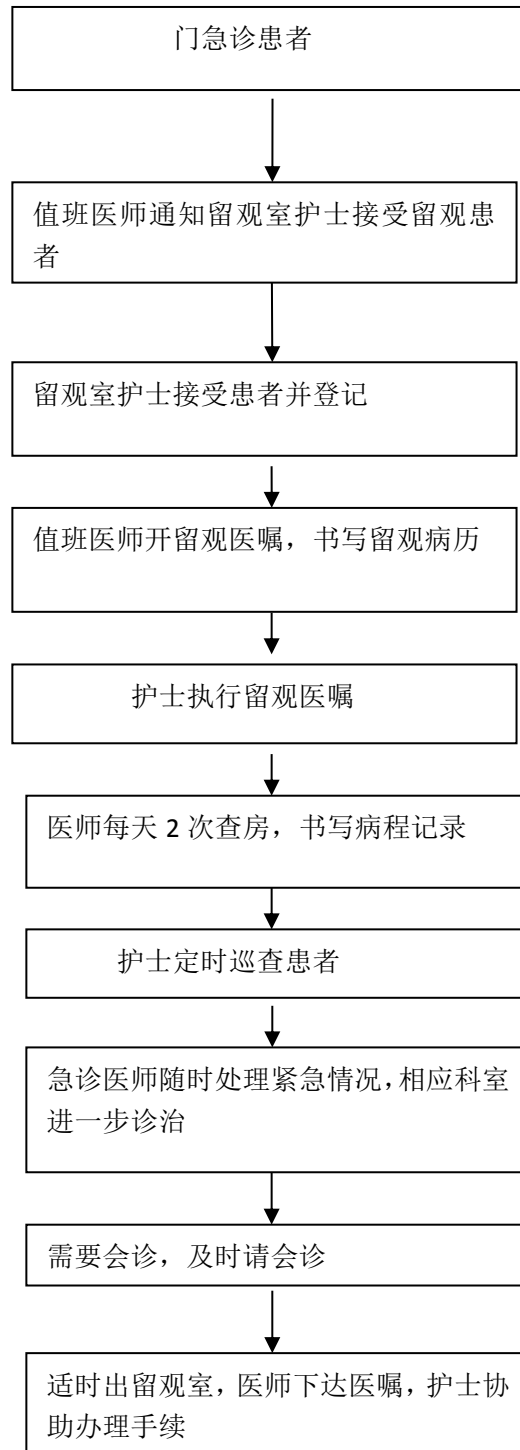 门急诊患者
值班医师通知留观室护士接受留观患
者
留观室护士接受患者并登记
值班医师开留观医嘱，书写留观病历
护士执行留观医嘱
医师每天 2 次查房，书写病程记录
护士定时巡查患者
急诊医师随时处理紧急情况，相应科室
进一步诊治
需要会诊，及时请会诊
适时出留观室，医师下达医嘱，护士协
助办理手续